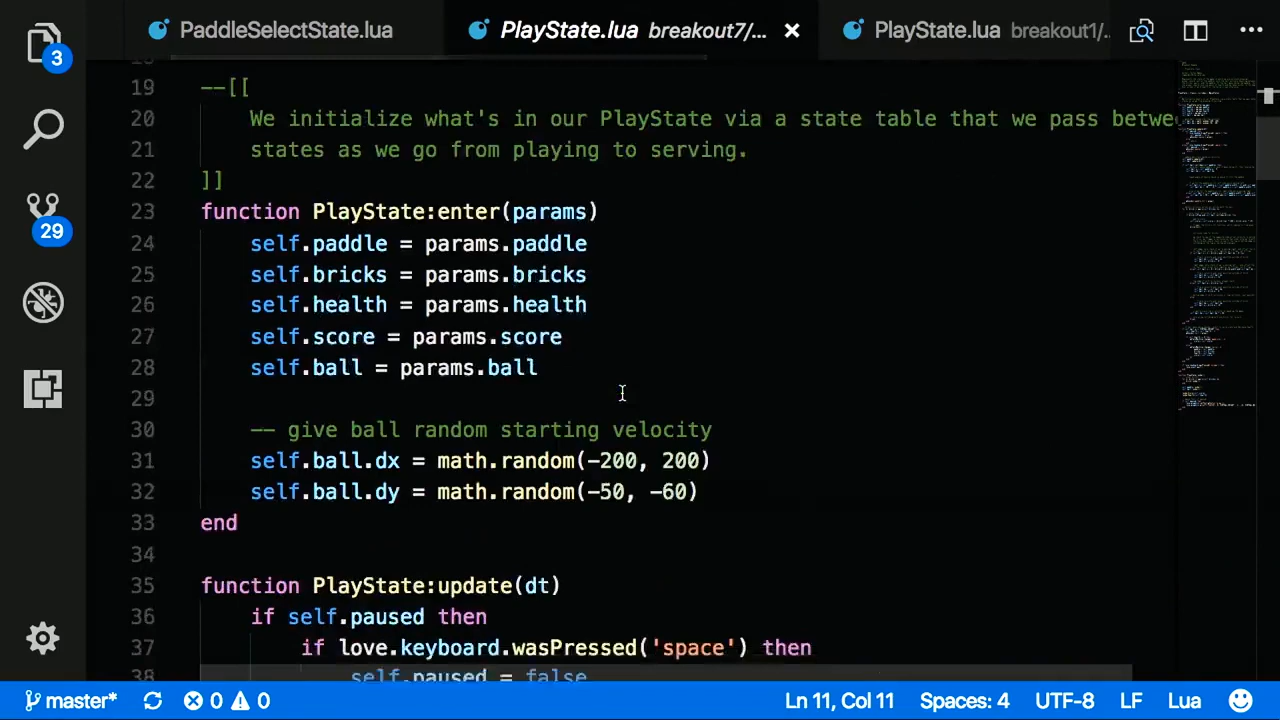 3
29
PaddleSelectState.lua
PlayState.lua breakout7/...
PlayState.lua breakout1/..
19 --[[
20 We initialize what's in our PlayState via a state table that we pass betwe
21 states as we go from playing to serving.
22 ]]
23 function PlayState:enter(params)
24 self.paddle = params.paddle
25 self.bricks = params.bricks
26 self.health = params.health
27 self.score = params.score
28 self.ball = params.ball
29
30 -- give ball random starting velocity
31 self.ball.dx = math.random(-200, 200)
32 self.ball.dy = math.random(-50, -60)
33 end
34
35 function PlayState:update(dt)
36 if self.paused then
37 if love.keyboard.wasPressed('space') then
38 self.paused = false
master* 0 0 Ln 11, Col 11 Spaces: 4 UTF-8 LF Lua